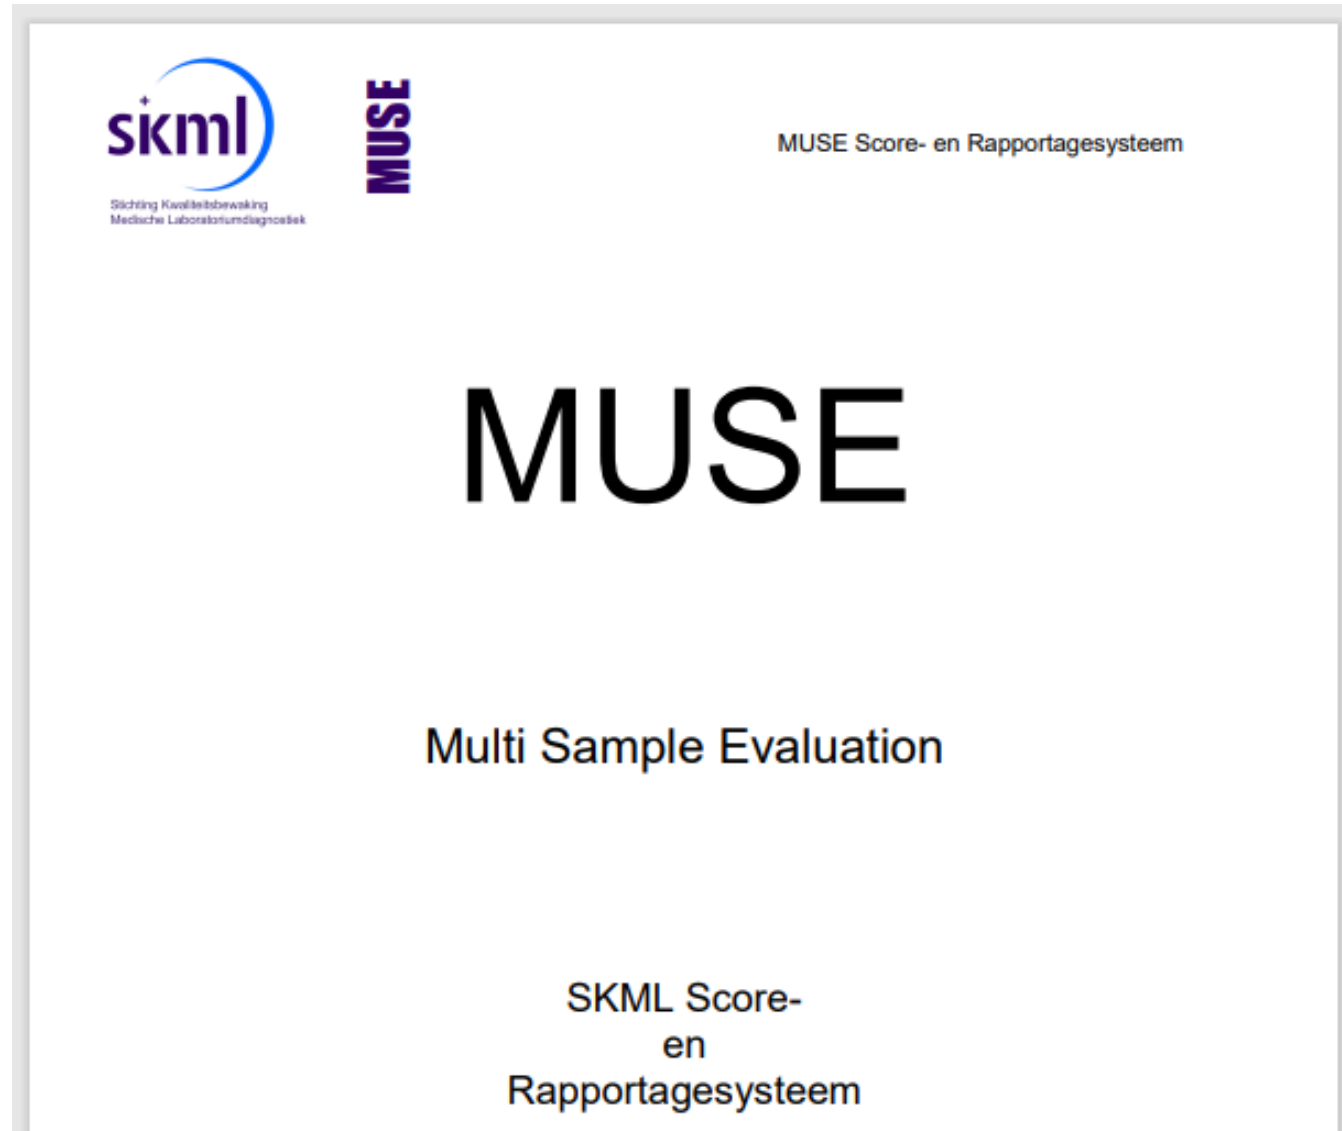 skml
MUSE
MUSE Score- en Rapportagesysteem
Stichting Kwaliteitsbewaking
Medische Laboratoriumdiagnostiek
MUSE
Multi Sample Evaluation
SKML Score-
en
Rapportagesysteem